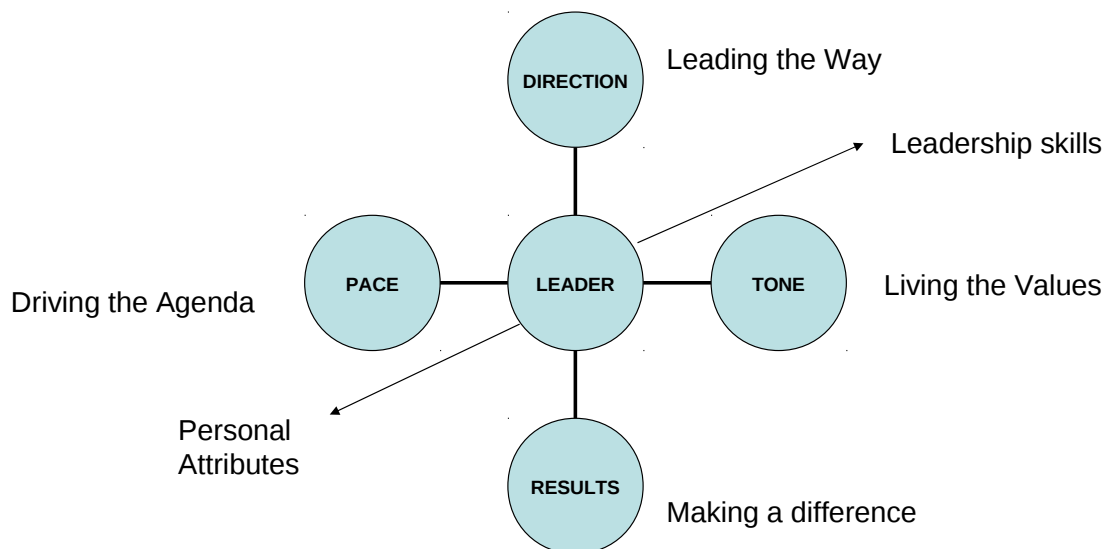 Leading the Way
DIRECTION
Leadership skills
PACE
LEADER
TONE
Driving the Agenda
Living the Values
Personal
Attributes
RESULTS
Making a difference